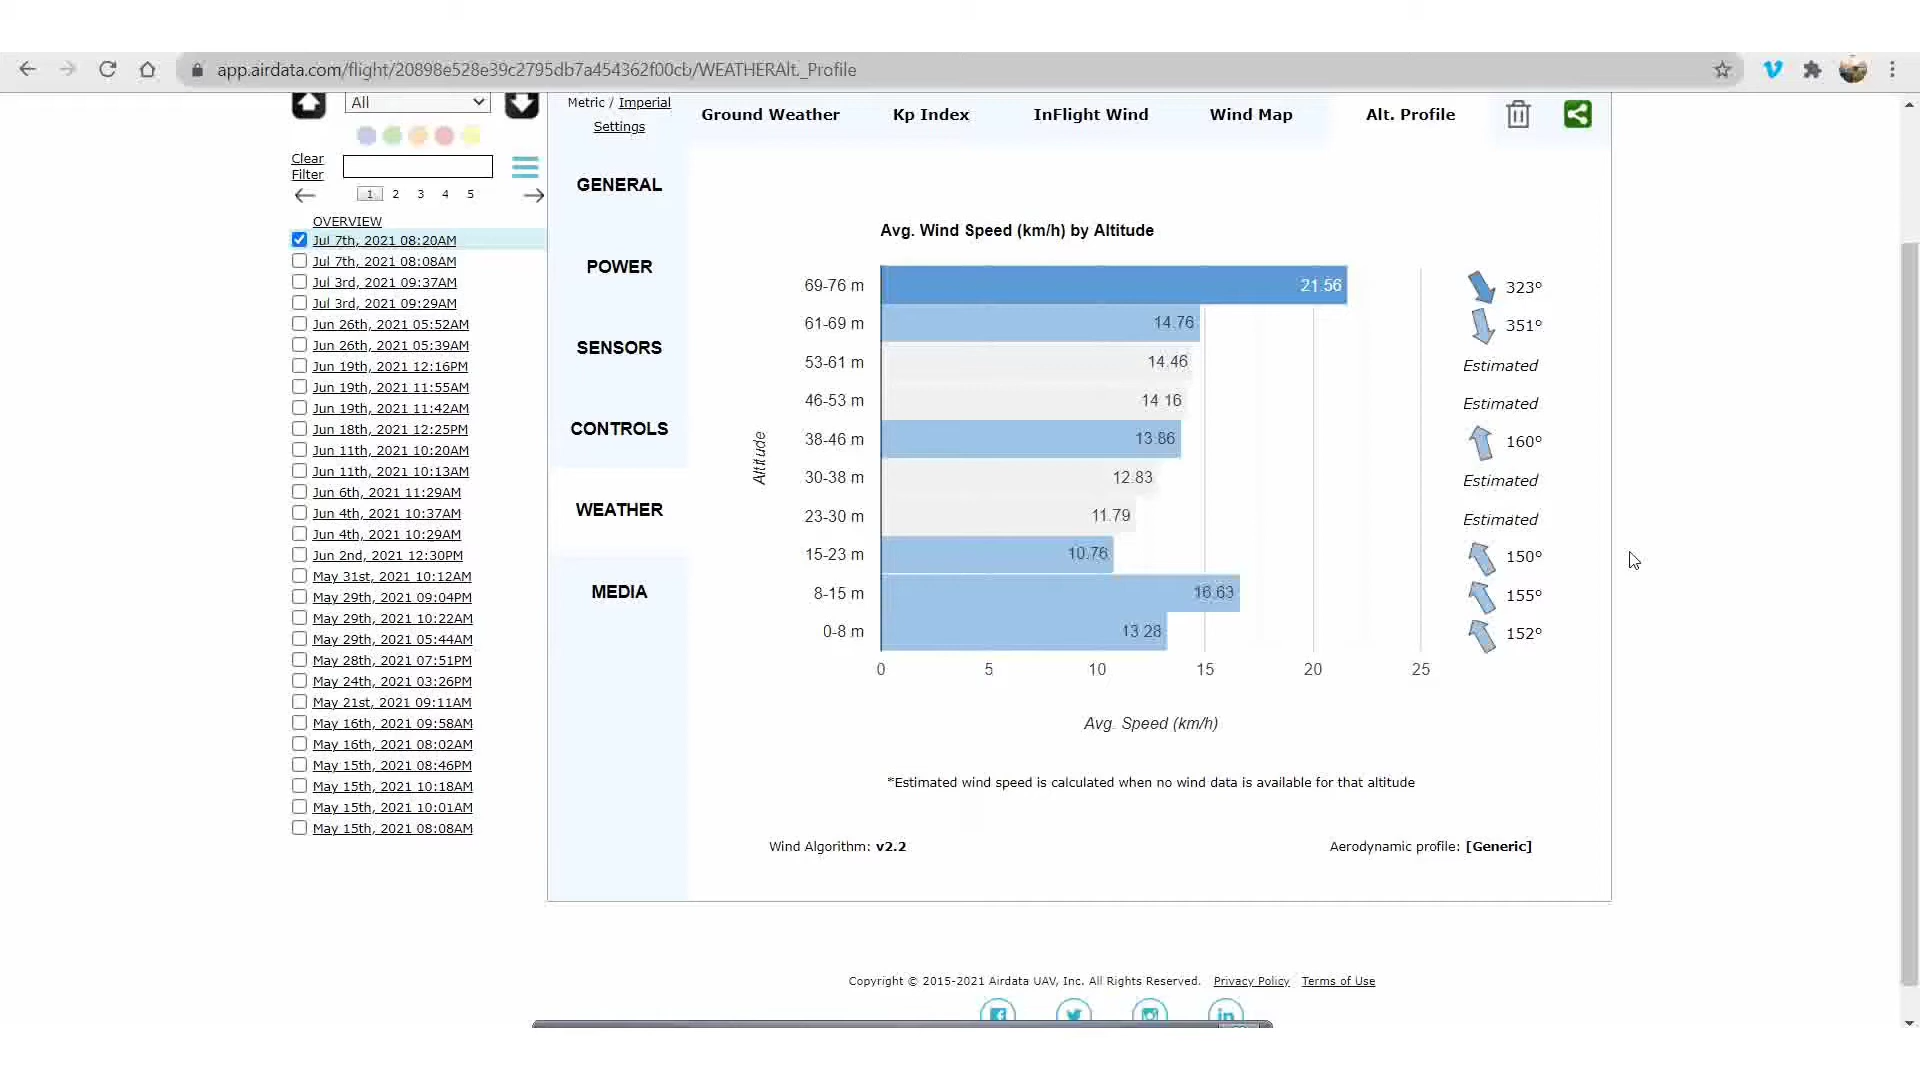 app.airdata.com/flight/20898e528e39c2795db7a454362f00cb/WEATHERAlt._Profile
All
Clear
Filter
1 2 3 4 5
OVERVIEW
Jul 7th, 2021 08:20AM
Jul 7th, 2021 08:08AM
Jul 3rd, 2021 09:37AM
Jul 3rd, 2021 09:29AM
Jun 26th, 2021 05:52AM
Jun 26th, 2021 05:39AM
Jun 19th, 2021 12:16PM
Jun 19th, 2021 11:55AM
Jun 19th, 2021 11:42AM
Jun 18th, 2021 12:25PM
Jun 11th, 2021 10:20AM
Jun 11th, 2021 10:13AM
Jun 6th, 2021 11:29AM
Jun 4th, 2021 10:37AM
Jun 4th, 2021 10:29AM
Jun 2nd, 2021 12:30PM
May 31st, 2021 10:12AM
May 29th, 2021 09:04PM
May 29th, 2021 10:22AM
May 29th, 2021 05:44AM
May 28th, 2021 07:51PM
May 24th, 2021 03:26PM
May 21st, 2021 09:11AM
May 16th, 2021 09:58AM
May 16th, 2021 08:02AM
May 15th, 2021 08:46PM
May 15th, 2021 10:18AM
May 15th, 2021 10:01AM
May 15th, 2021 08:08AM
Metric / Imperial
Settings
GENERAL
POWER
SENSORS
CONTROLS
WEATHER
MEDIA
Ground Weather Kp Index InFlight Wind Wind Map Alt. Profile
Avg. Wind Speed (km/h) by Altitude
Altitude
69-76 m 21.56 323°
61-69 m 14.76 351°
53-61 m 14.46 Estimated
46-53 m 14.16 Estimated
38-46 m 13.86 160°
30-38 m 12.83 Estimated
23-30 m 11.79 Estimated
15-23 m 10.76 150°
8-15 m 16.63 155°
0-8 m 13.28 152°
0 5 10 15 20 25
Avg. Speed (km/h)
*Estimated wind speed is calculated when no wind data is available for that altitude
Wind Algorithm: v2.2 Aerodynamic profile: [Generic]
Copyright © 2015-2021 Airdata UAV, Inc. All Rights Reserved. Privacy Policy Terms of Use